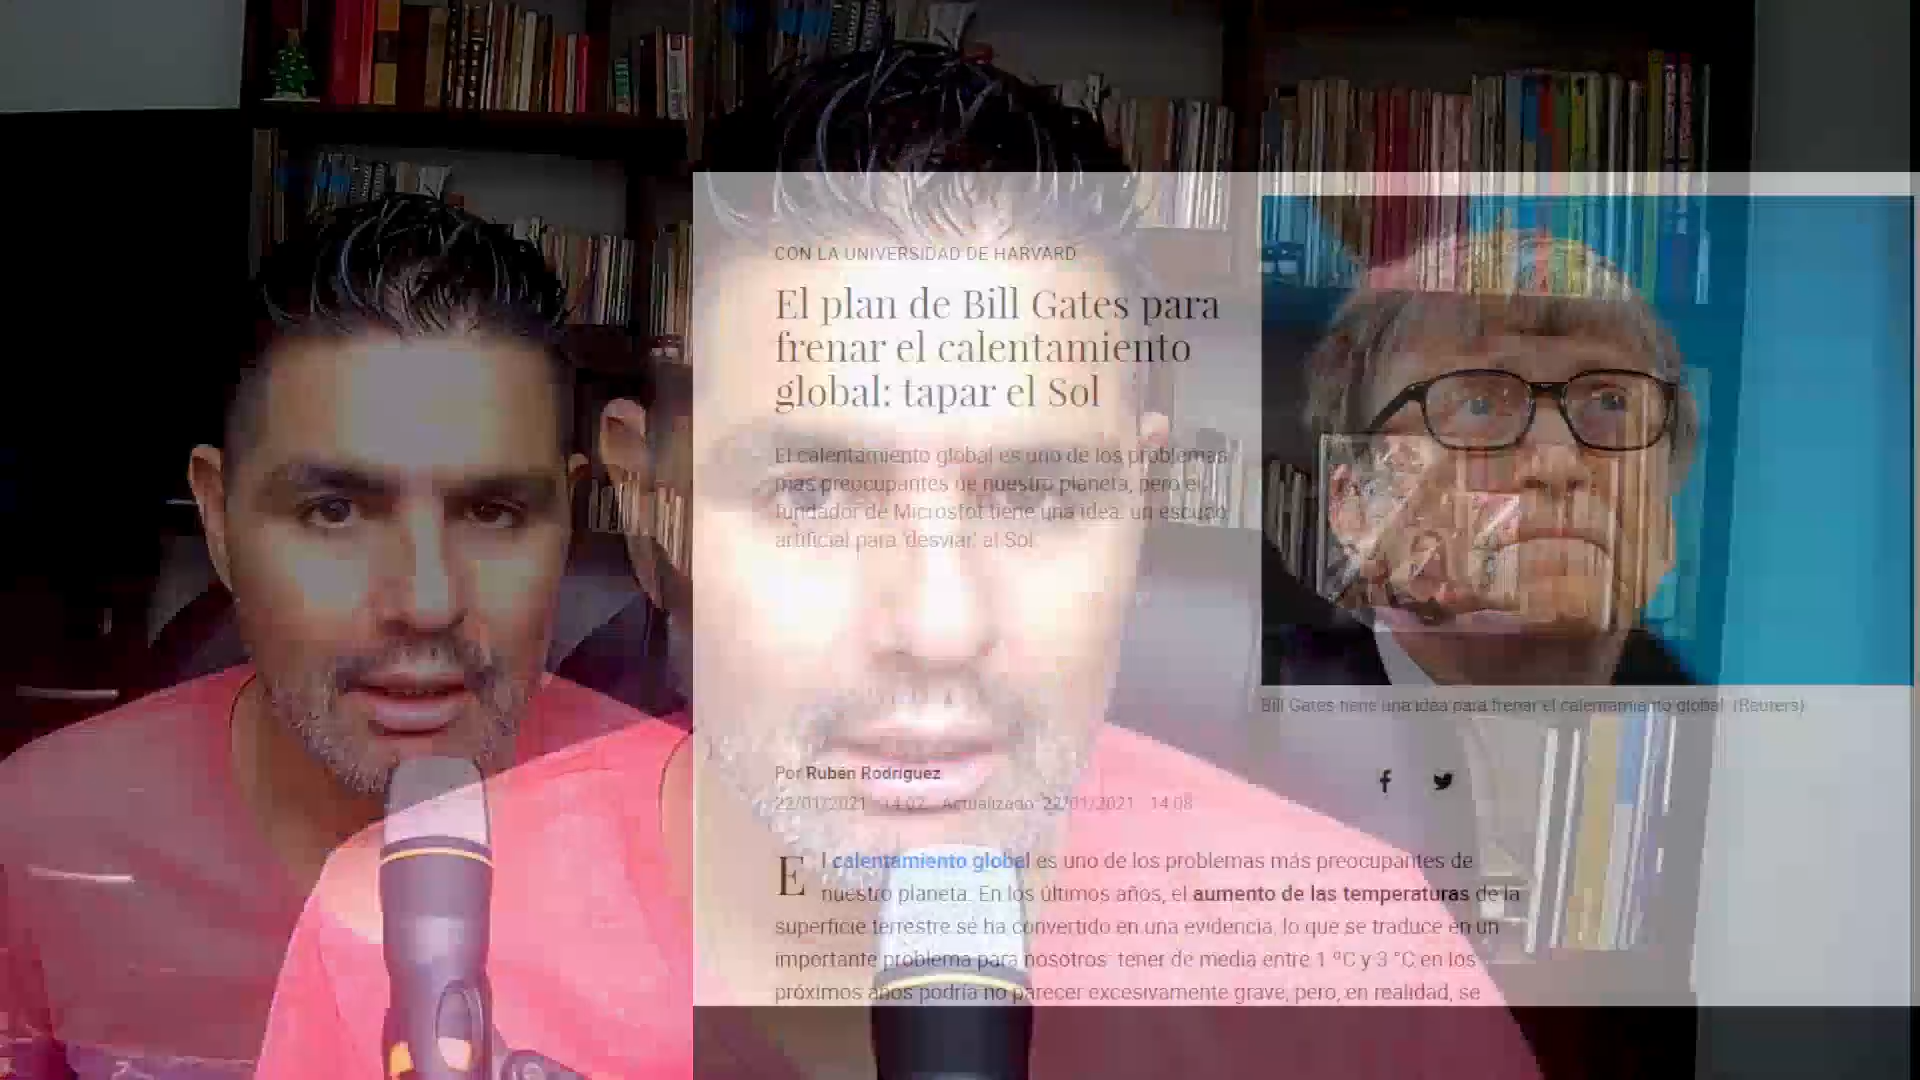 CON LA UNIVERSIDAD DE HARVARD
El plan de Bill Gates para
frenar el calentamiento
global: tapar el Sol
El calentamiento global es uno de los problemas
más preocupantes de nuestro planeta, pero el
fundador de Microsfot tiene una idea: un escudo
artificial para 'desviar' al Sol
Bill Gates tiene una idea para frenar el calentamiento global. (Reuters)
Por Rubén Rodríguez
22/01/2021 - 14:02 Actualizado: 22/01/2021 - 14:08
El calentamiento global es uno de los problemas más preocupantes de
nuestro planeta. En los últimos años, el aumento de las temperaturas de la
superficie terrestre se ha convertido en una evidencia, lo que se traduce en un
importante problema para nosotros: tener de media entre 1 ºC y 3 °C en los
próximos años podría no parecer excesivamente grave, pero, en realidad, se